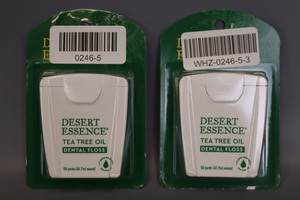 0246-5
DESERT
ESSENCE®
TEA TREE OIL
DENTAL FLOSS
WHZ-0246-5-3
DESERT
ESSENCE®
TEA TREE OIL
DENTAL FLOSS